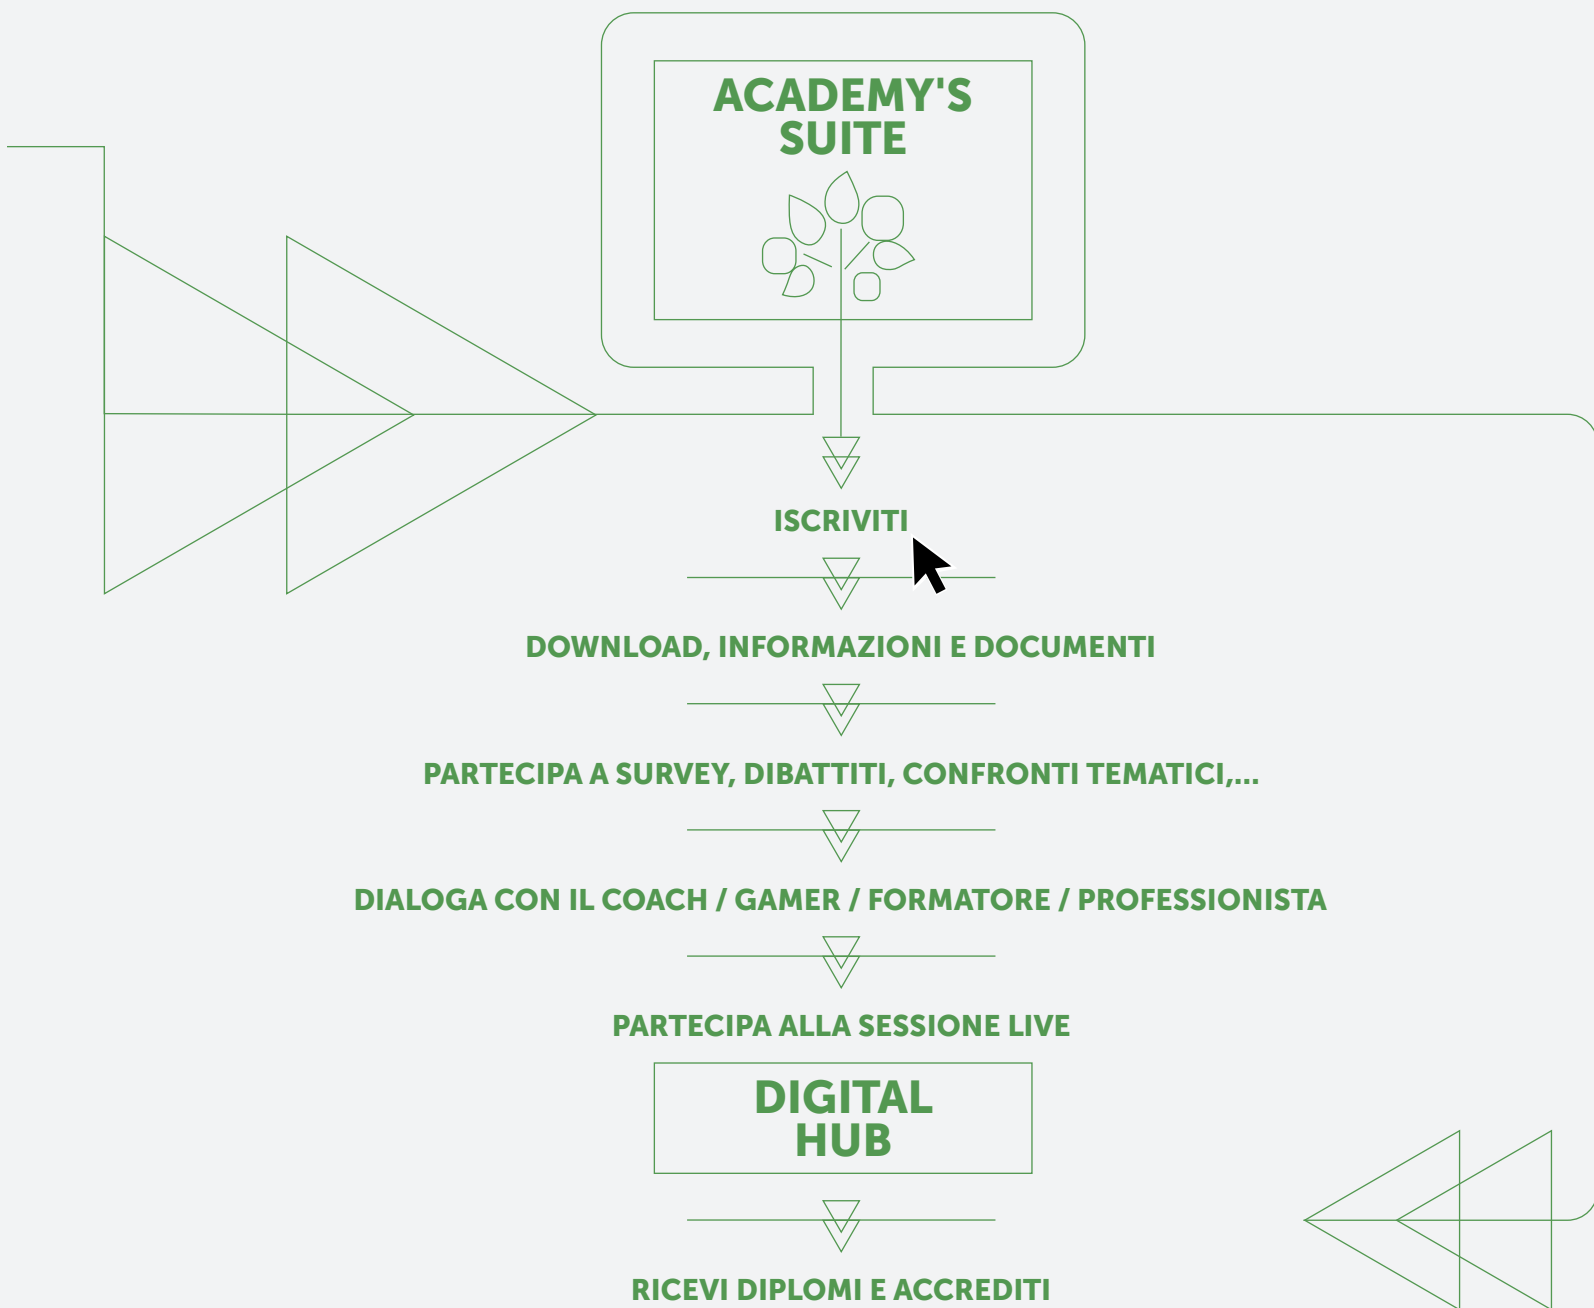 ACADEMY'S
SUITE
ISCRIVITI
DOWNLOAD, INFORMAZIONI E DOCUMENTI
PARTECIPA A SURVEY, DIBATTITI, CONFRONTI TEMATICI,...
DIALOGA CON IL COACH / GAMER / FORMATORE / PROFESSIONISTA
PARTECIPA ALLA SESSIONE LIVE
DIGITAL
HUB
RICEVI DIPLOMI E ACCREDITI